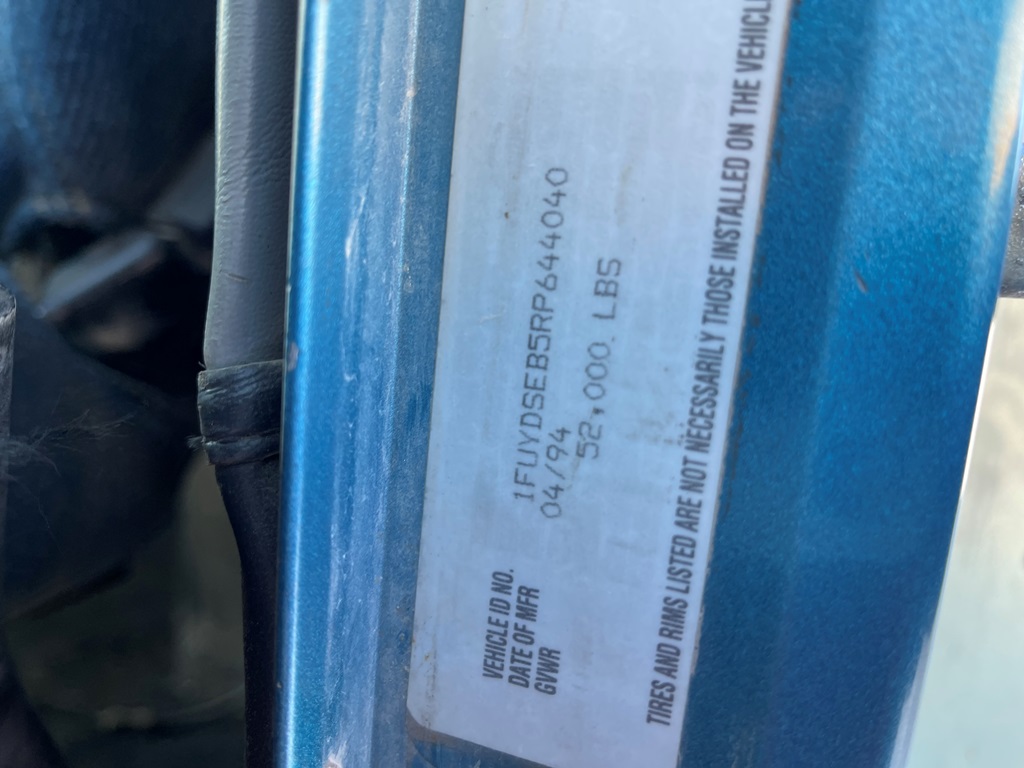 VEHICLE ID NO. 1FUYDSEB5RP644040
DATE OF MFR 04/94
GVWR 52,000. LBS
TIRES AND RIMS LISTED ARE NOT NECESSARILY THOSE INSTALLED ON THE